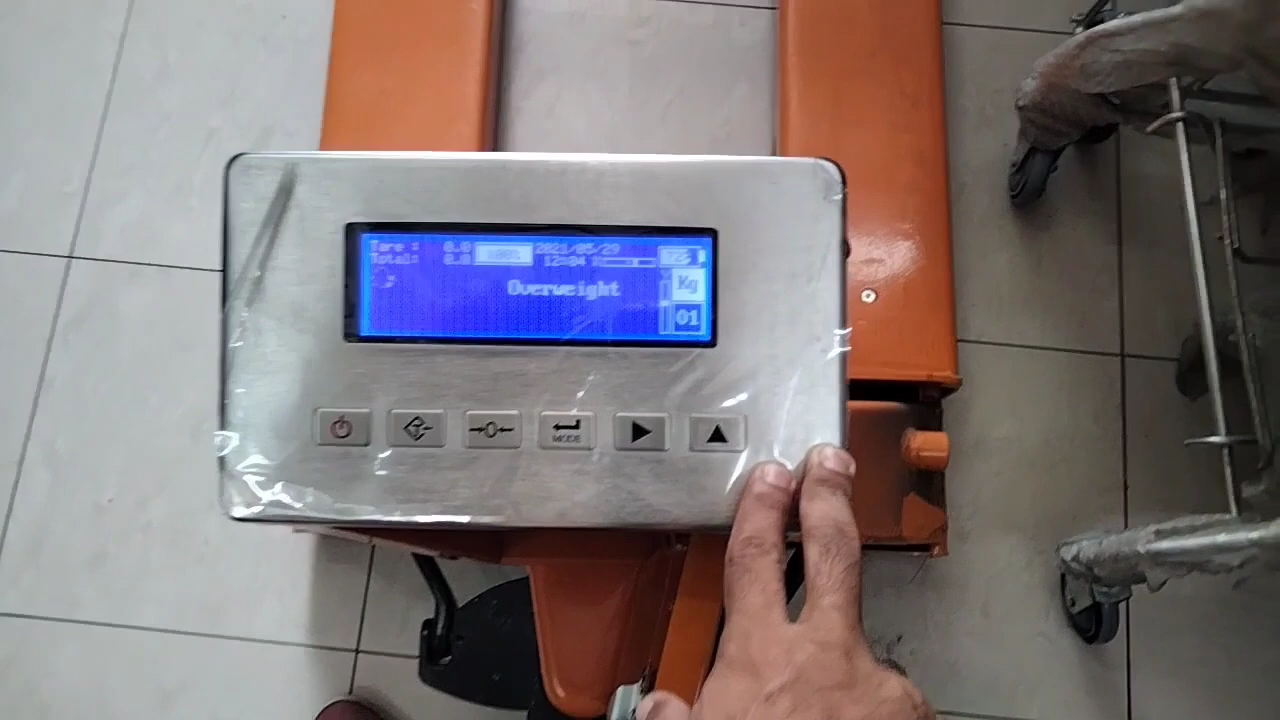 Tare : 0.0 2021/05/29
Total: 0.0 12:04
Overweight
Kg
01
MODE